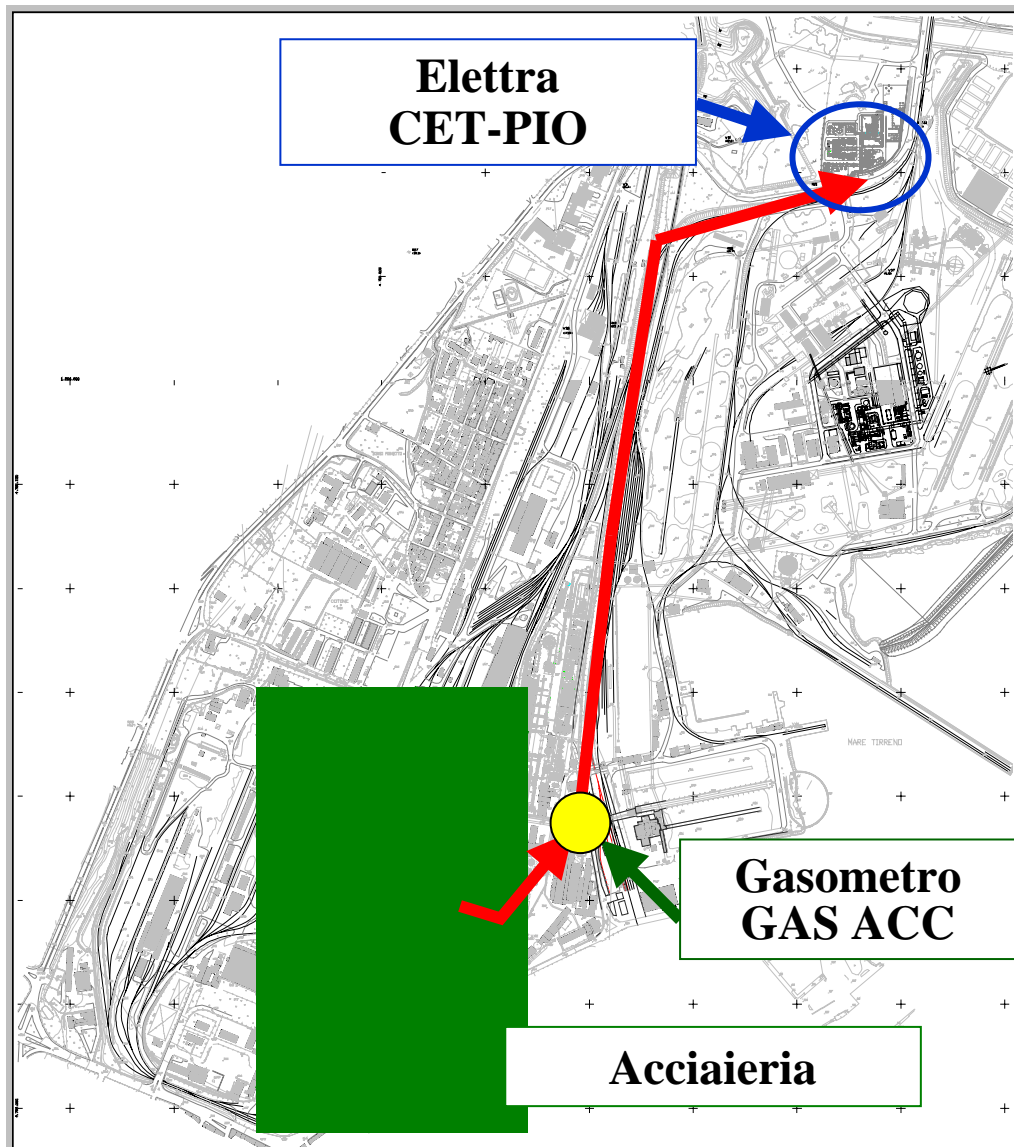 Elettra
CET-PIO
MARE TIRRENO
Gasometro
GAS ACC
Acciaieria